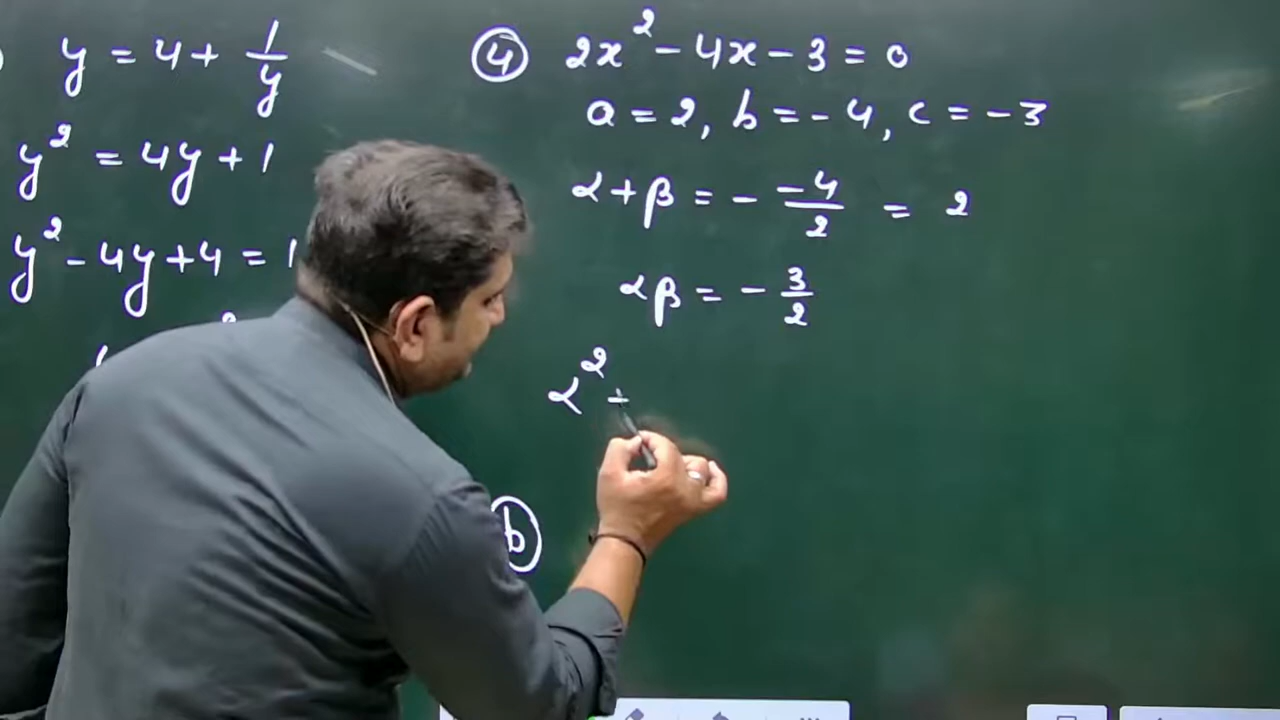 y = 4 + 1/y
y² = 4y + 1
y² - 4y + 4 = 1
④ 2x² - 4x - 3 = 0
a = 2, b = - 4, c = - 3
α + β = - -4/2 = 2
αβ = - 3/2
α² +
ⓑ